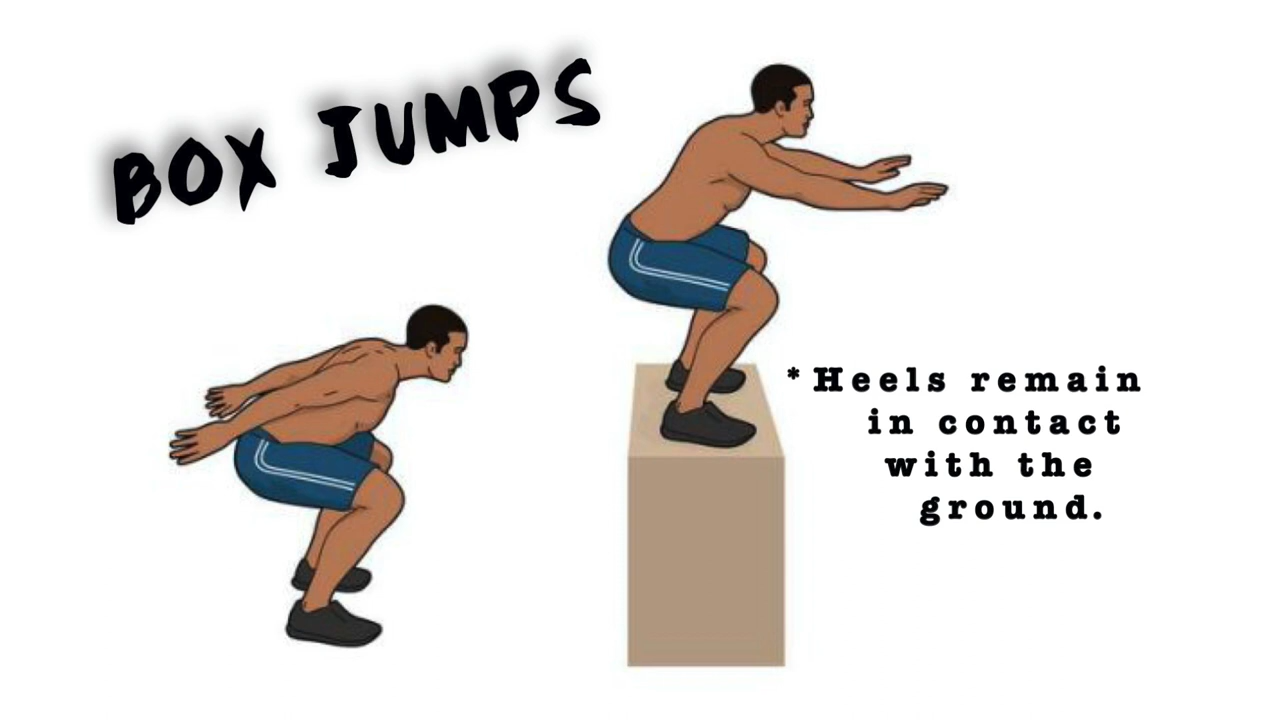 BOX JUMPS
* Heels remain
in contact
with the
ground.